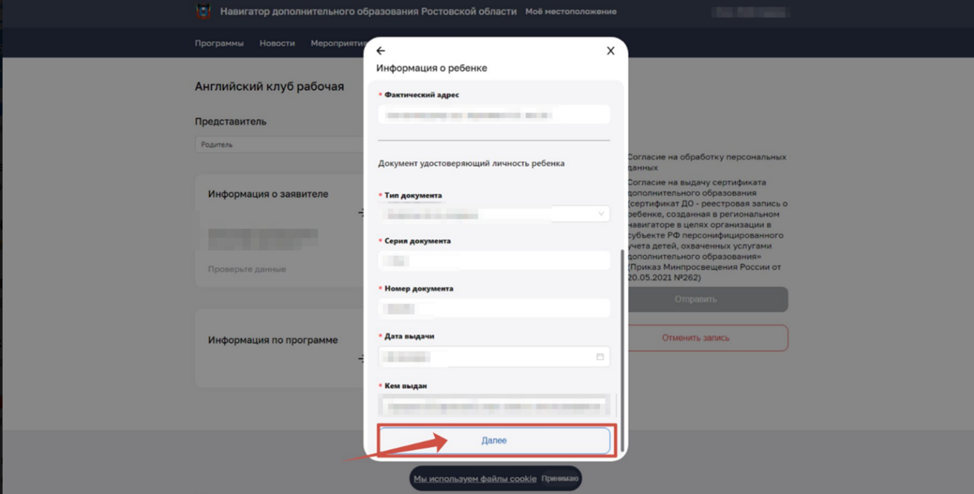 Навигатор дополнительного образования Ростовской области Моё местоположение
Программы Новости Мероприятия
Английский клуб рабочая
Представитель
Родитель
Информация о заявителе
Проверьте данные
Информация по программе
Информация о ребенке
* Фактический адрес
Документ удостоверяющий личность ребенка
* Тип документа
* Серия документа
* Номер документа
* Дата выдачи
* Кем выдан
Далее
Согласие на обработку персональных
данных
Согласие на выдачу сертификата
дополнительного образования
(сертификат ДО - реестровая запись о
ребенке, созданная в региональном
навигаторе в целях организации в
субъекте РФ персонифицированного
учета детей, охваченных услугами
дополнительного образования»
(Приказ Минпросвещения России от
20.05.2021 №262)
Отправить
Отменить запись
Мы используем файлы cookie Принимаю